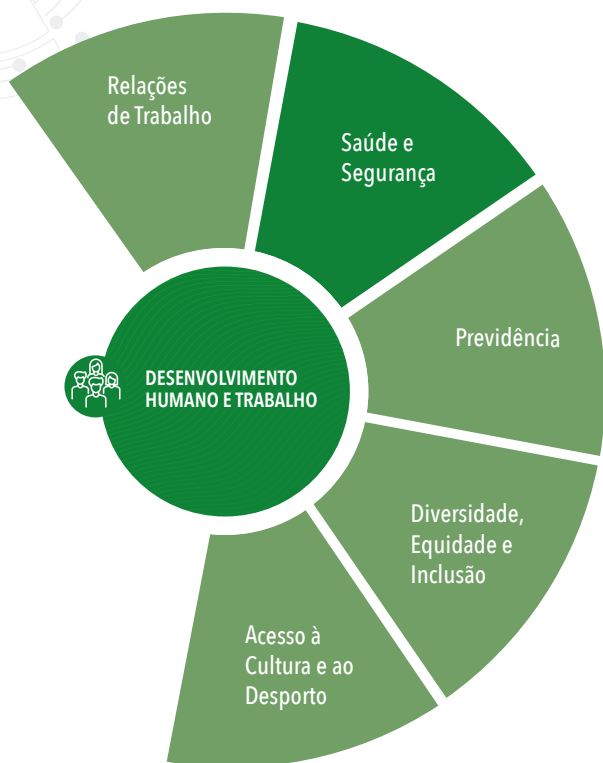 Relações
de Trabalho
Saúde e
Segurança
Previdência
DESENVOLVIMENTO
HUMANO E TRABALHO
Diversidade,
Equidade e
Inclusão
Acesso à
Cultura e ao
Desporto